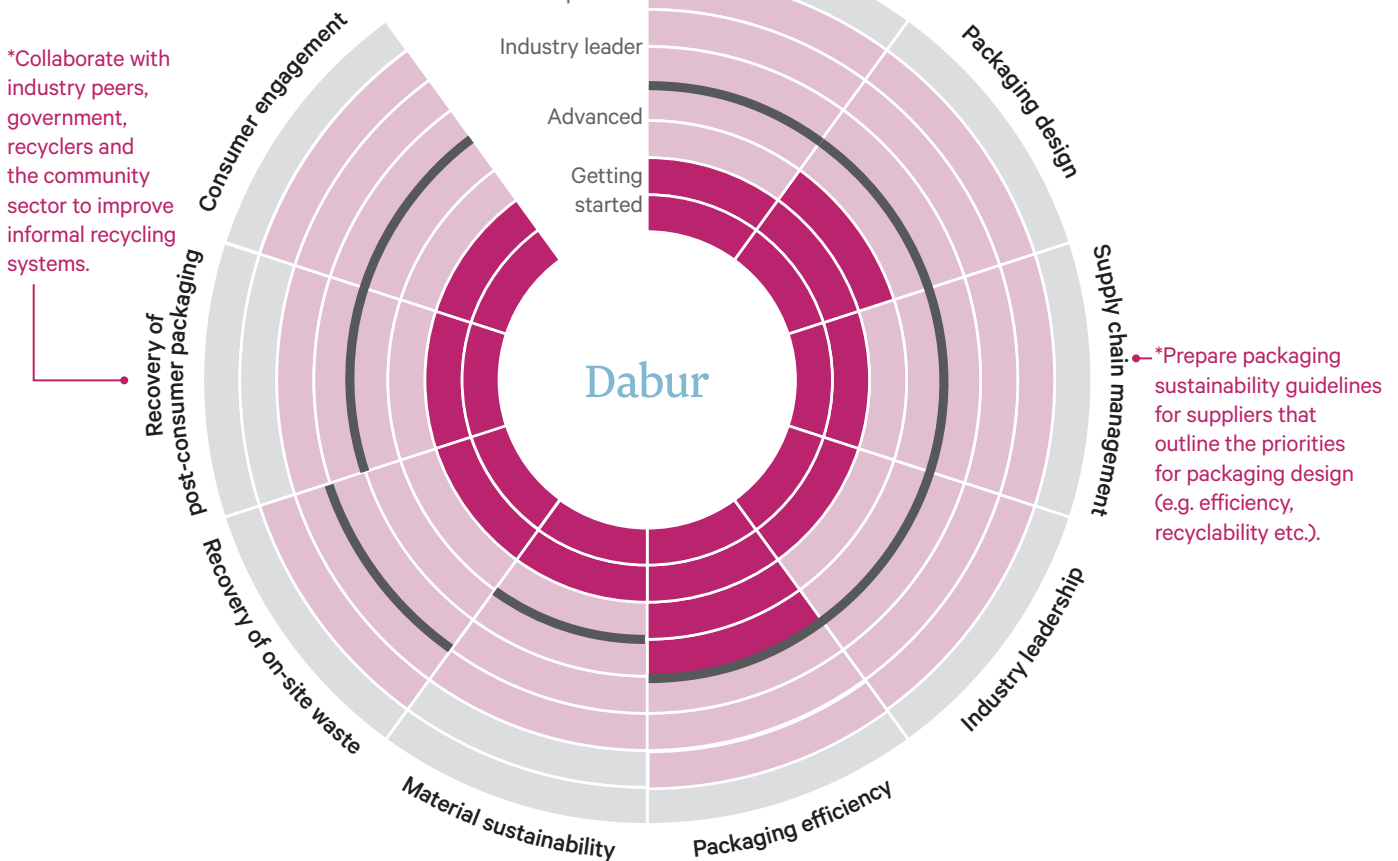 Industry leader
Advanced
Getting
started
*Collaborate with
industry peers,
government,
recyclers and
the community
sector to improve
informal recycling
systems.
Consumer engagement
Packaging design
Recovery of
post-consumer packaging
Dabur
Supply chain management
*Prepare packaging
sustainability guidelines
for suppliers that
outline the priorities
for packaging design
(e.g. efficiency,
recyclability etc.).
Recovery of on-site waste
Industry leadership
Material sustainability
Packaging efficiency